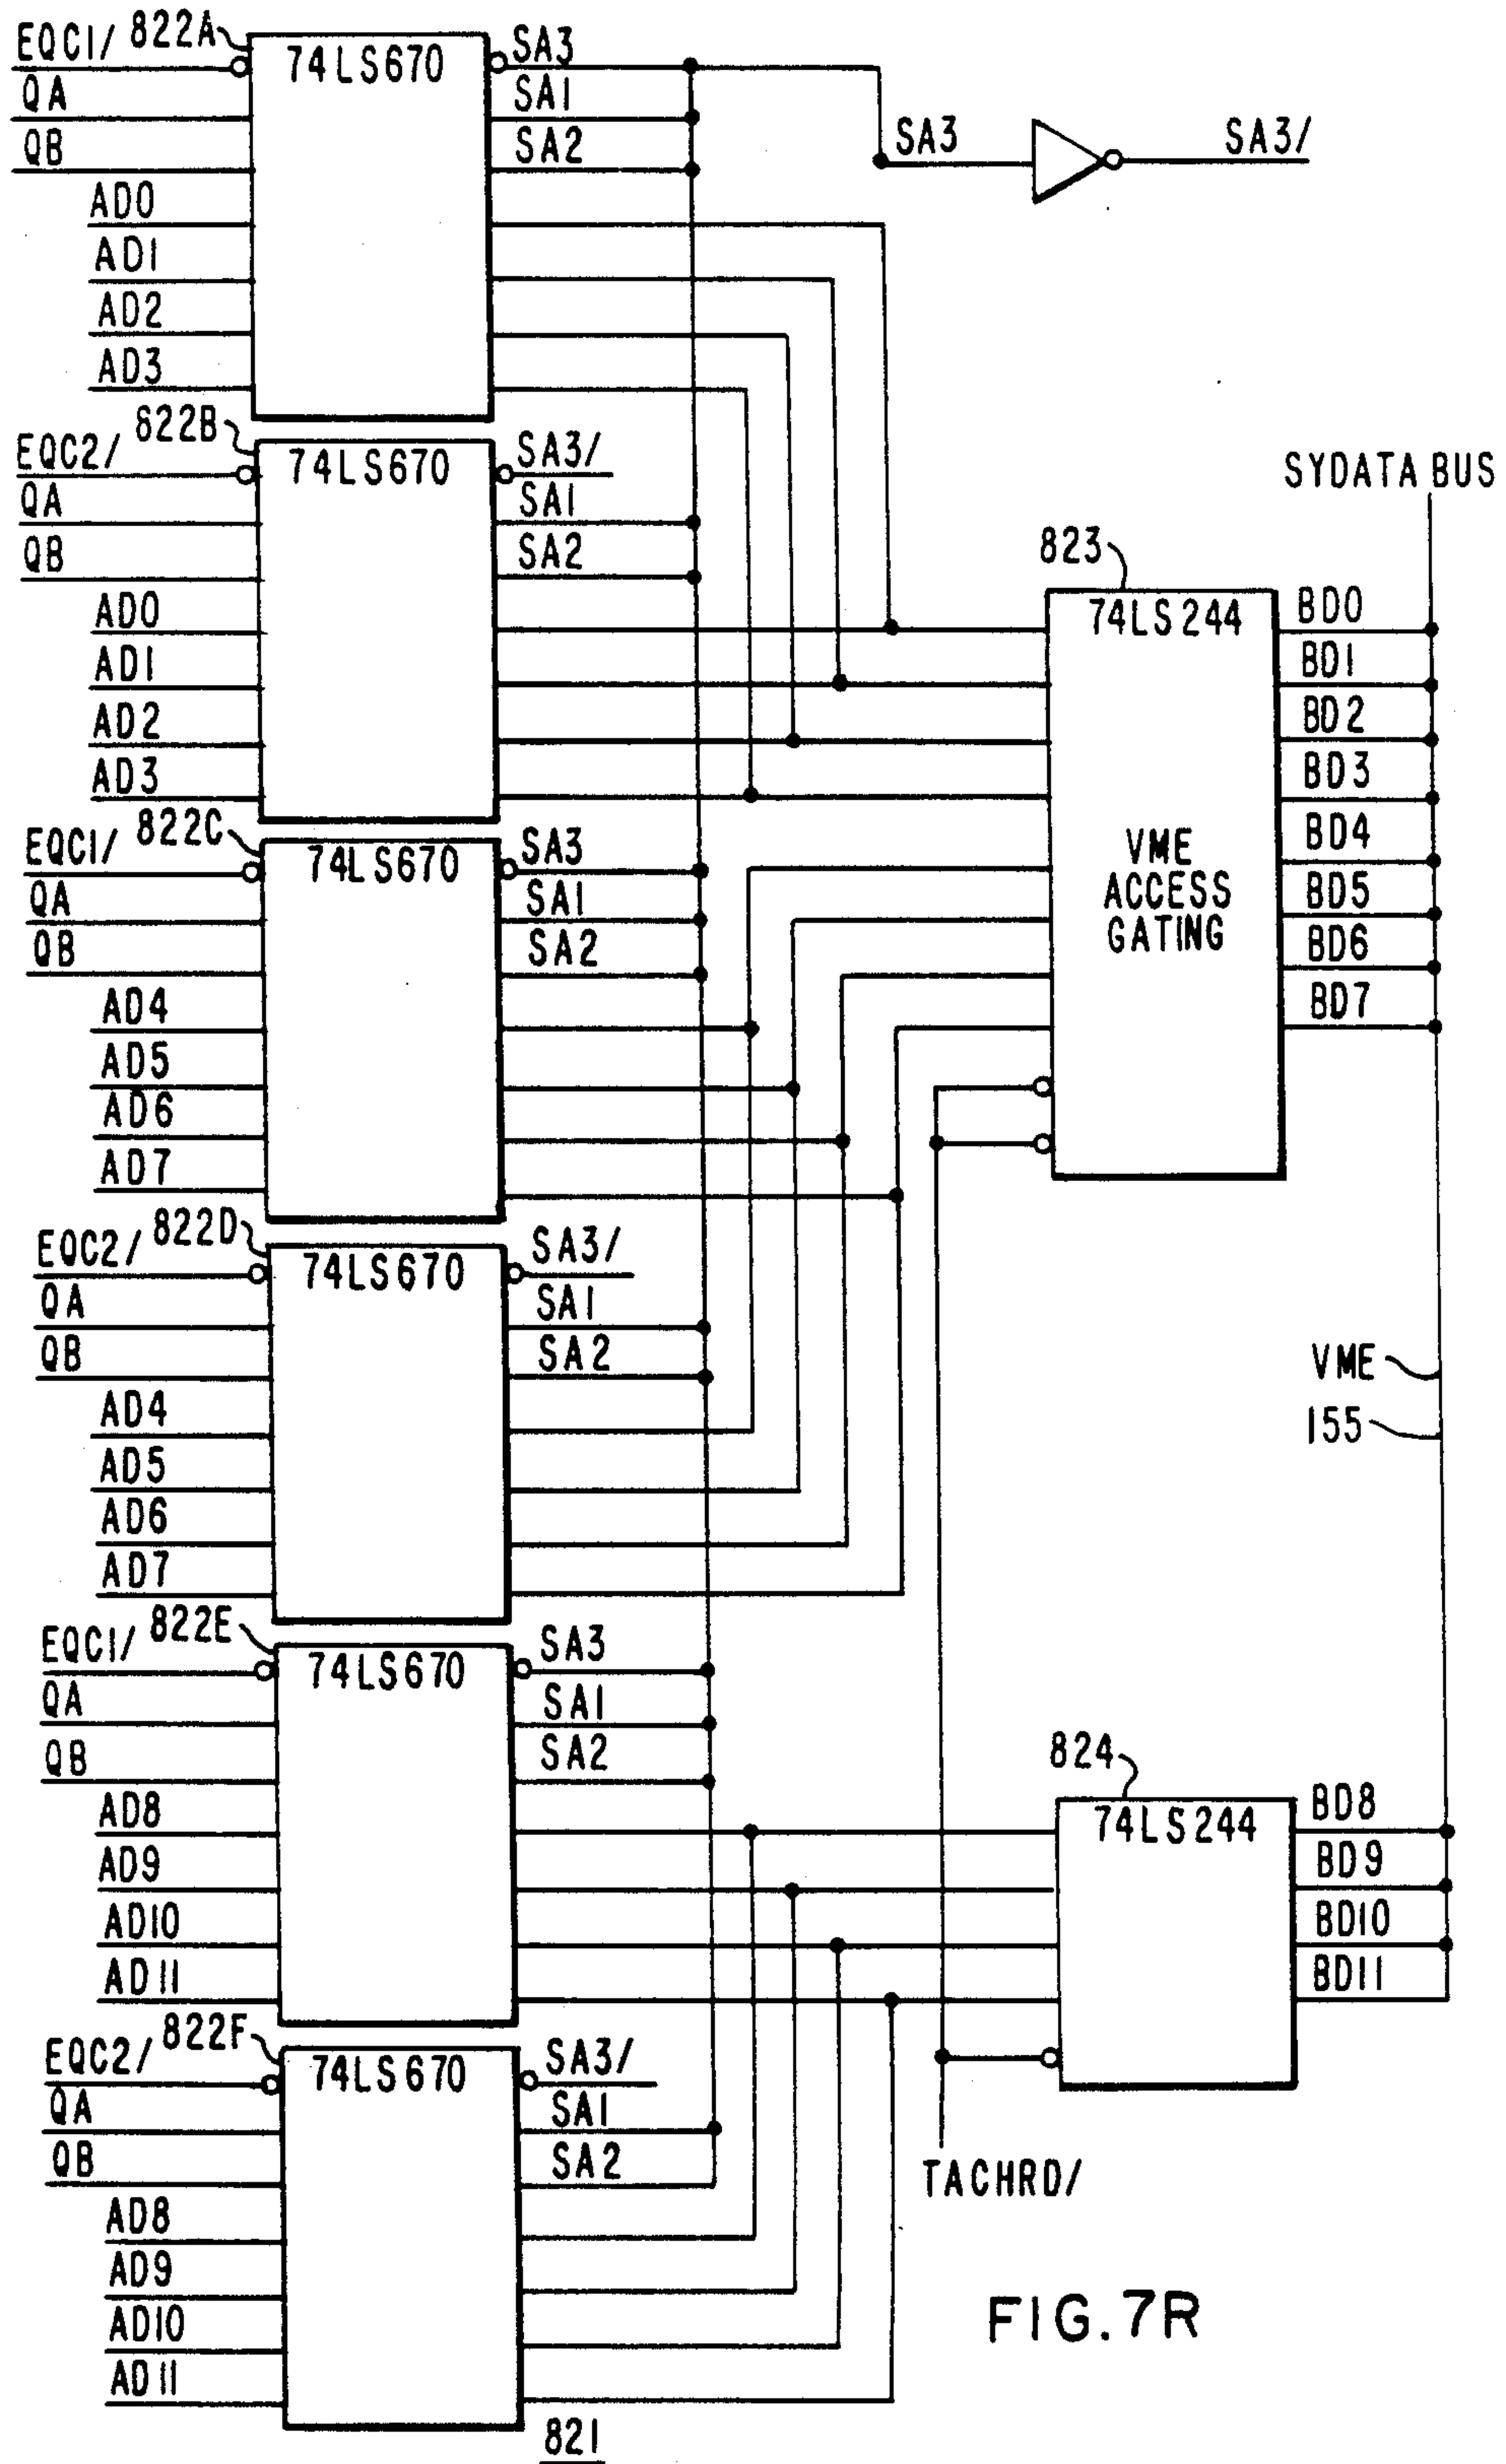 EQC1/ 822A 74LS670 SA3
QA SA1
QB SA2
SA3 SA3/
AD0
AD1
AD2
AD3
EQC2/ 822B 74LS670 SA3/
QA SA1
QB SA2
SYDATA BUS
823
74LS244
AD0 BD0
AD1 BD1
AD2 BD2
AD3 BD3
EQC1/ 822C 74LS670 SA3
QA SA1
QB SA2
VME
ACCESS
GATING
BD4
BD5
BD6
BD7
AD4
AD5
AD6
AD7
EQC2/ 822D 74LS670 SA3/
QA SA1
QB SA2
VME
155
AD4
AD5
AD6
AD7
EQC1/ 822E 74LS670 SA3
QA SA1
QB SA2
824
74LS244
AD8 BD8
AD9 BD9
AD10 BD10
AD11 BD11
EQC2/ 822F 74LS670 SA3/
QA SA1
QB SA2
TACHRD/
AD8
AD9
AD10
AD11
FIG.7R
821